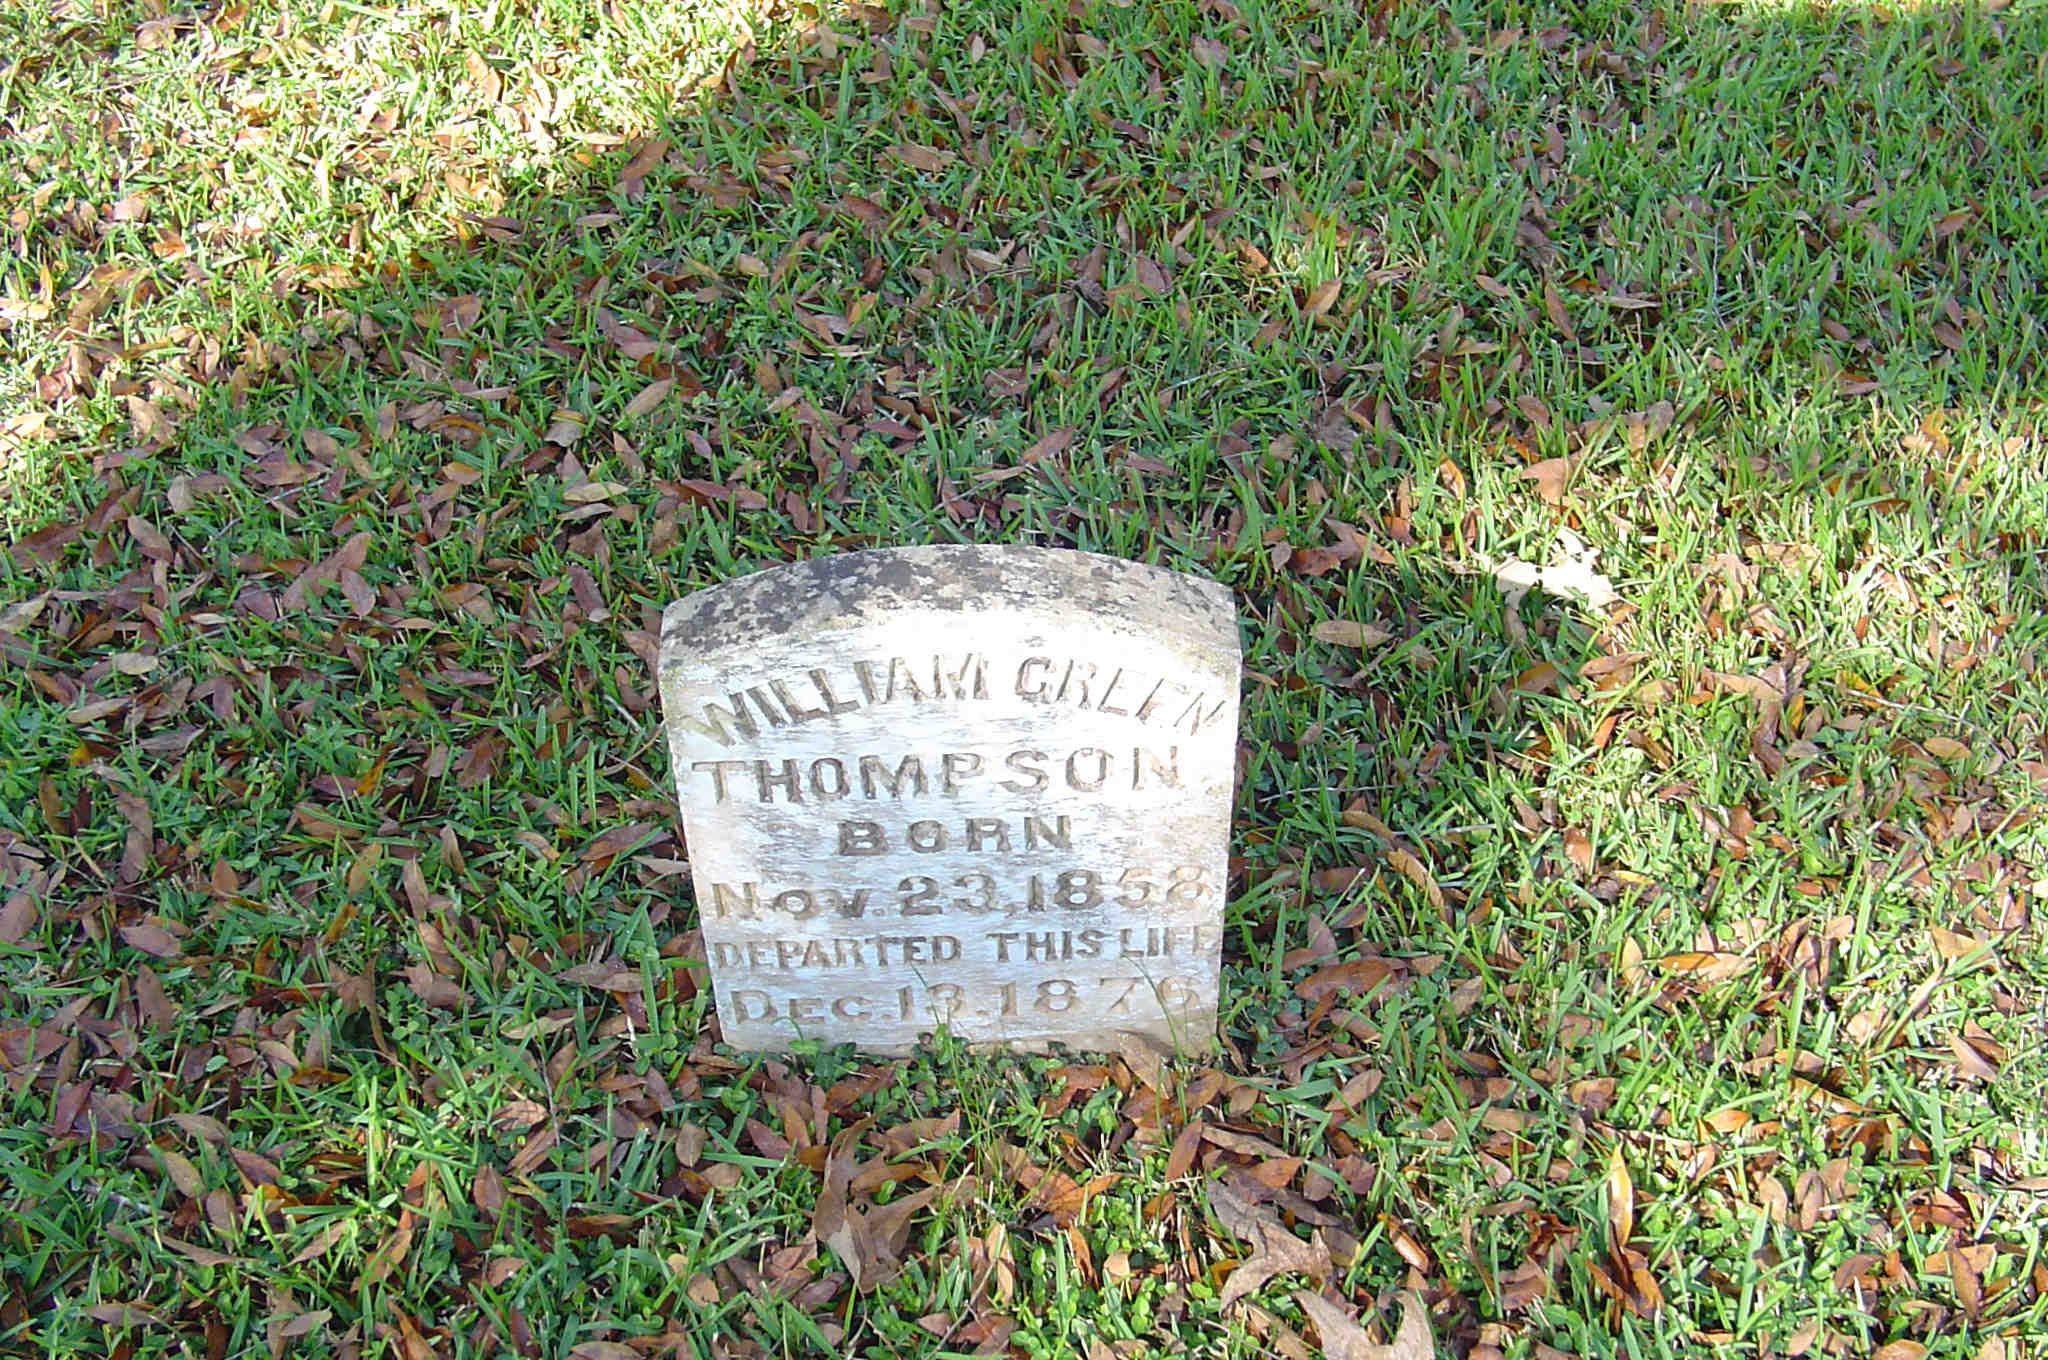 WILLIAM GREEN
THOMPSON
BORN
NOV. 23, 1858
DEPARTED THIS LIFE
DEC. 13. 1876